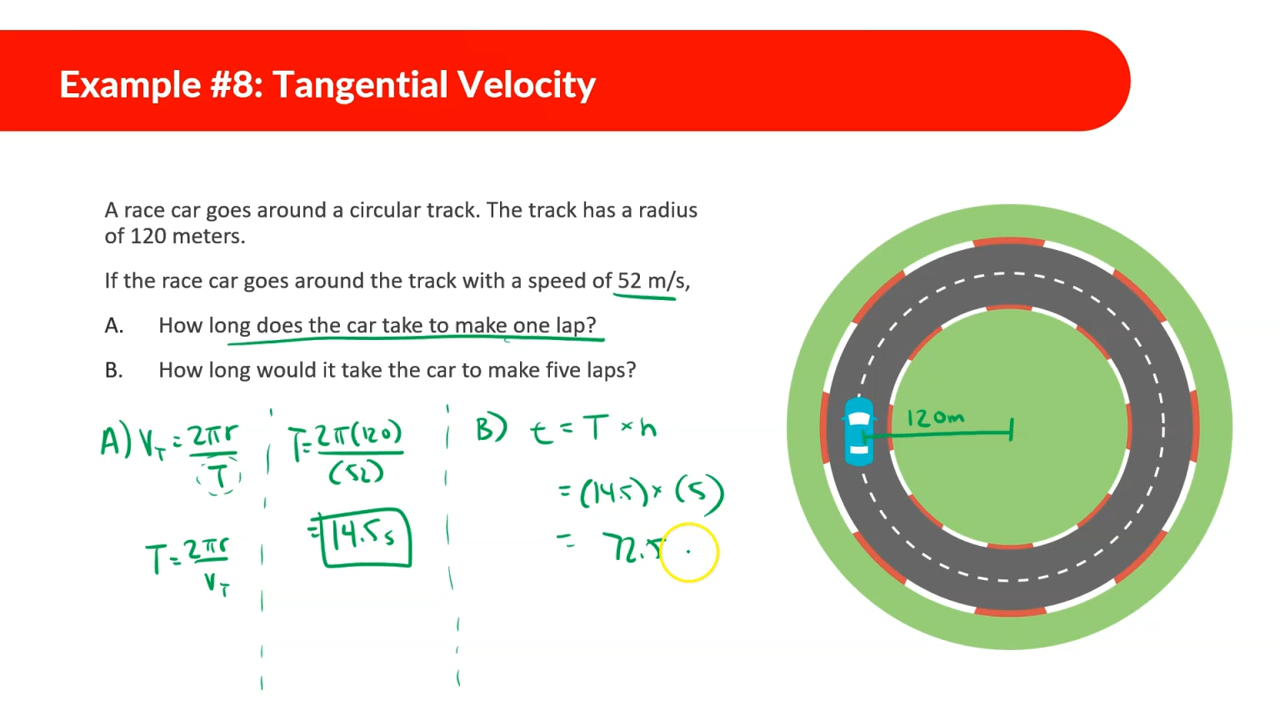 Example #8: Tangential Velocity
A race car goes around a circular track. The track has a radius
of 120 meters.
If the race car goes around the track with a speed of 52 m/s,
A. How long does the car take to make one lap?
B. How long would it take the car to make five laps?
A) V_T = 2πr / T
T = 2πr / V_T
T = 2π(120) / (52)
= 14.5 s
B) t = T × n
= (14.5) × (5)
= 72.5
120m